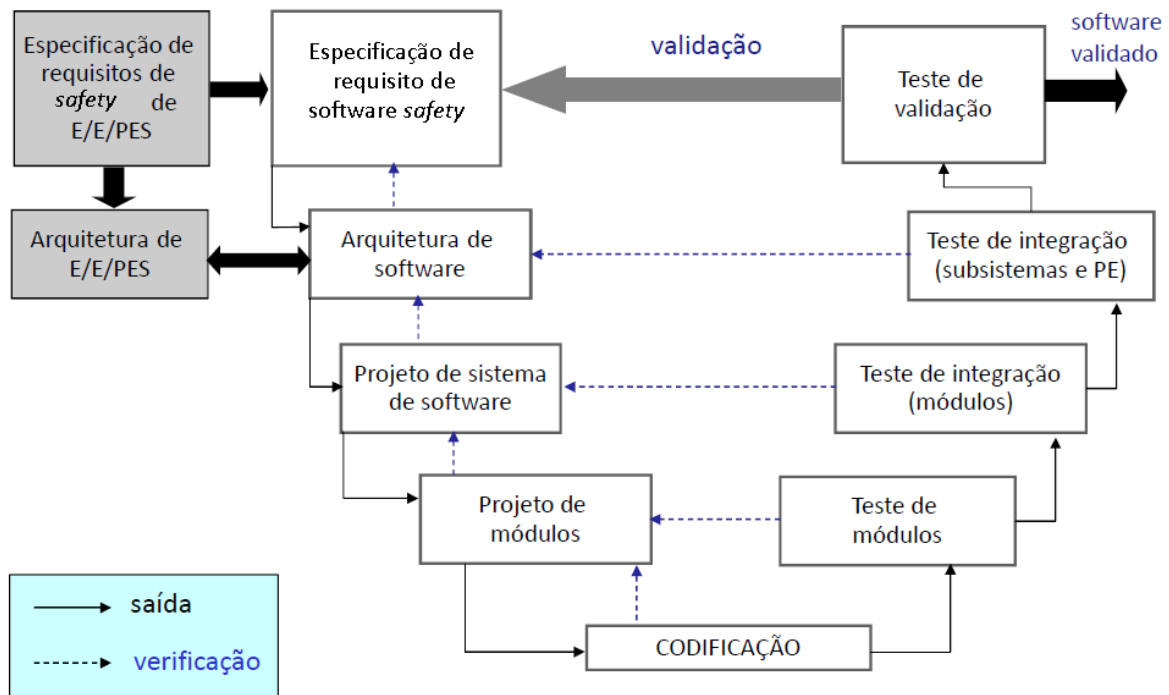 Especificação de
requisitos de
safety de
E/E/PES
Especificação de
requisito de
software safety
validação
Teste de
validação
software
validado
Arquitetura de
E/E/PES
Arquitetura de
software
Teste de integração
(subsistemas e PE)
Projeto de sistema
de software
Teste de integração
(módulos)
Projeto de
módulos
Teste de
módulos
CODIFICAÇÃO
saída
verificação